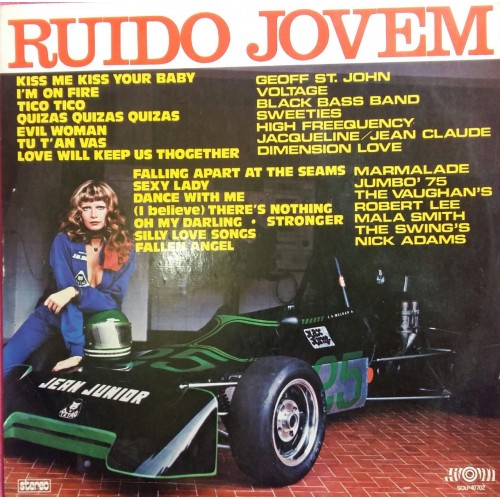 RUIDO JOVEM
KISS ME KISS YOUR BABY GEOFF ST. JOHN
I'M ON FIRE VOLTAGE
TICO TICO BLACK BASS BAND
QUIZAS QUIZAS QUIZAS SWEETIES
EVIL WOMAN HIGH FREEQUENCY
TU T'AN VAS JACQUELINE/JEAN CLAUDE
LOVE WILL KEEP US THOGETHER DIMENSION LOVE
FALLING APART AT THE SEAMS MARMALADE
SEXY LADY JUMBO' 75
DANCE WITH ME THE VAUGHAN'S
(I believe) THERE'S NOTHING ROBERT LEE
OH MY DARLING STRONGER MALA SMITH
SILLY LOVE SONGS THE SWING'S
FALLEN ANGEL NICK ADAMS
25
25
JEAN JUNIOR
stereo
SOLP40702